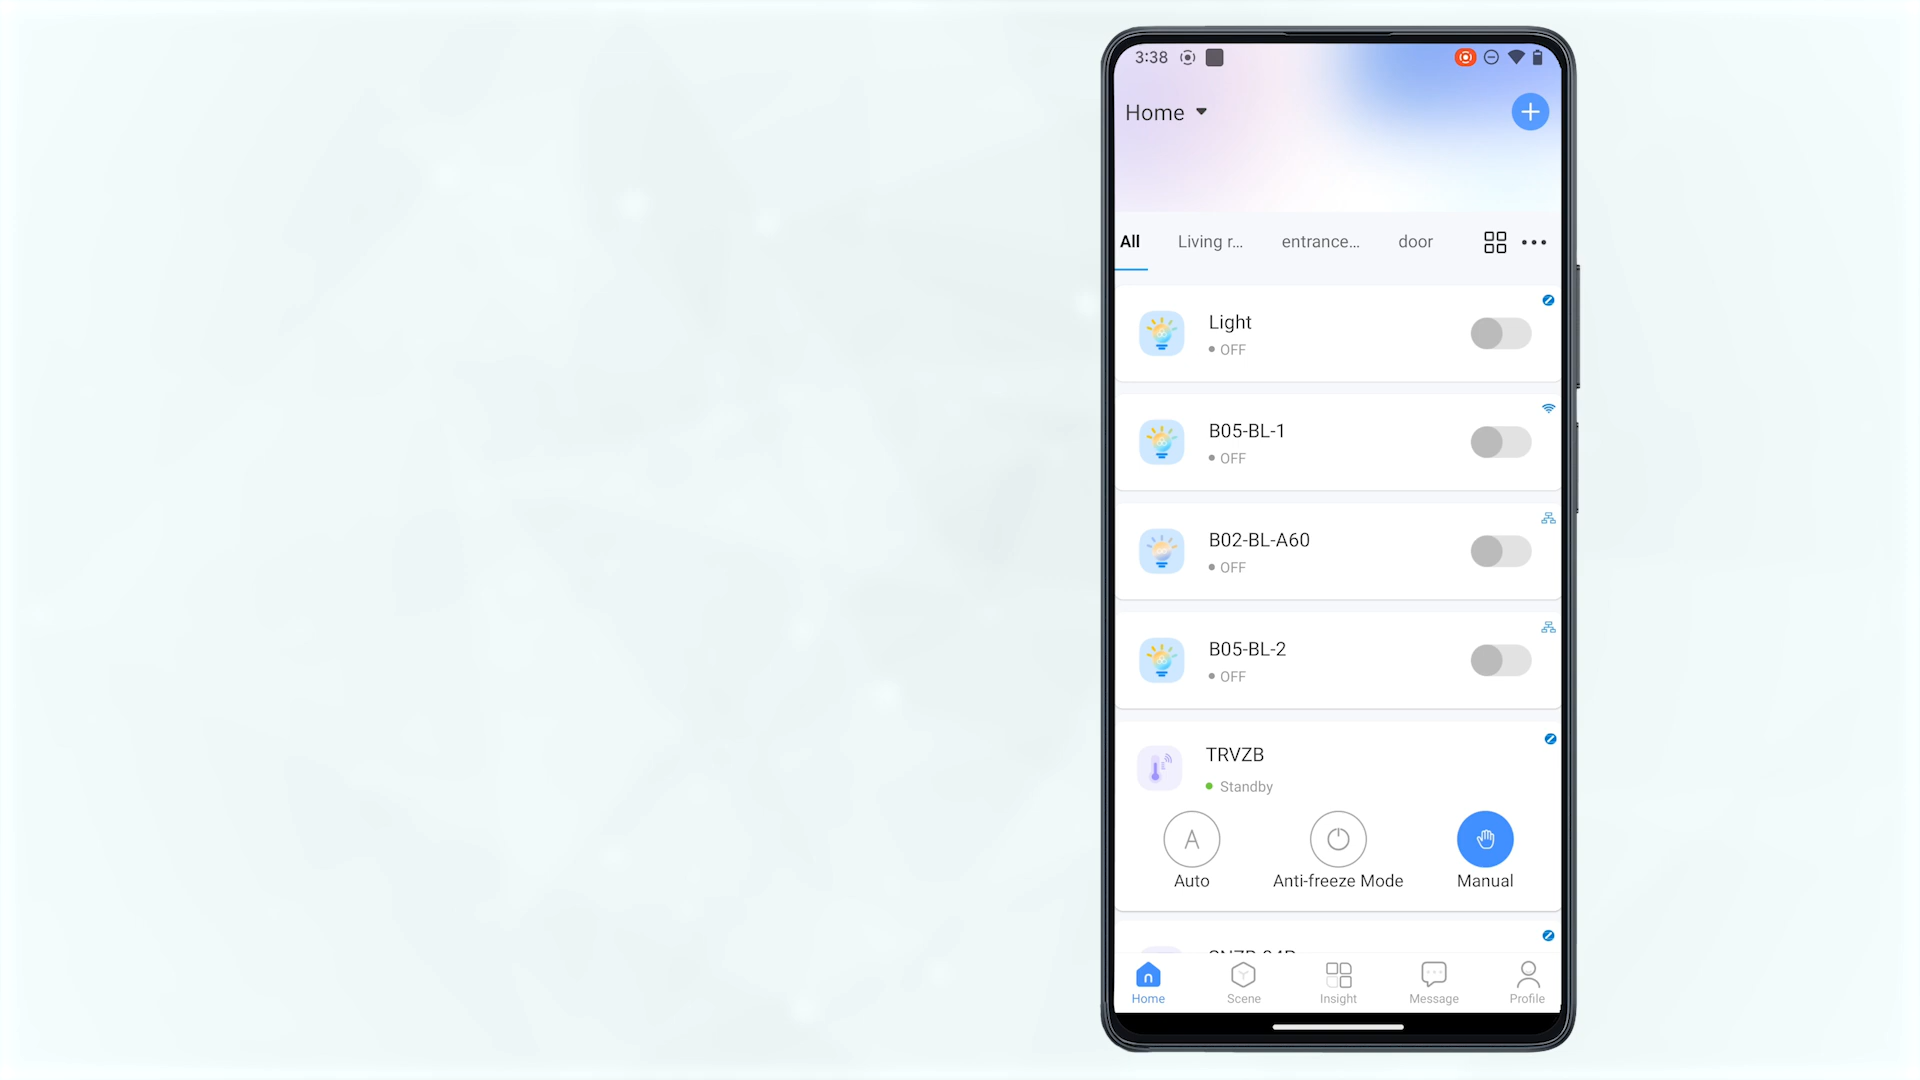 3:38
Home
All Living r... entrance... door
Light
OFF
B05-BL-1
OFF
B02-BL-A60
OFF
B05-BL-2
OFF
TRVZB
Standby
A
Auto Anti-freeze Mode Manual
Home Scene Insight Message Profile